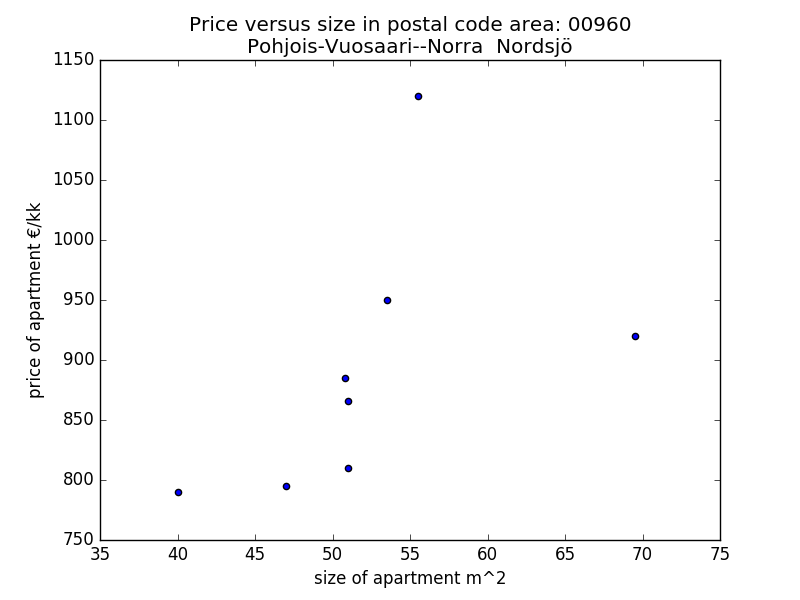 Price versus size in postal code area: 00960
Pohjois-Vuosaari--Norra  Nordsjö
1150
1100
1050
1000
950
900
850
800
750
price of apartment €/kk
35 40 45 50 55 60 65 70 75
size of apartment m^2